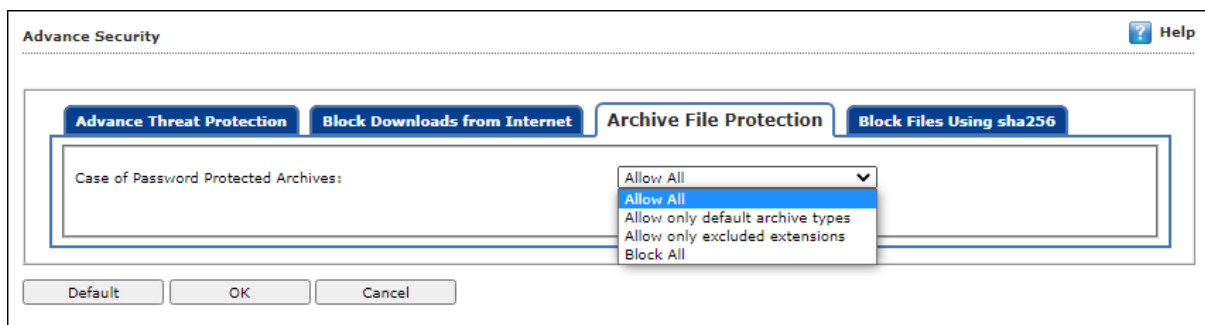 Advance Security
? Help
Advance Threat Protection Block Downloads from Internet Archive File Protection Block Files Using sha256
Case of Password Protected Archives: Allow All
Allow All
Allow only default archive types
Allow only excluded extensions
Block All
Default OK Cancel